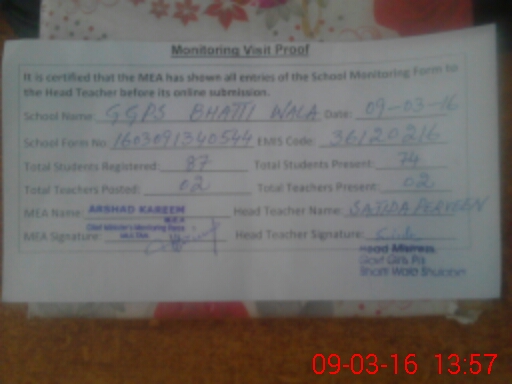 Monitoring Visit Proof
It is certified that the MEA has shown all entries of the School Monitoring Form to
the Head Teacher before its online submission.
School Name: GGPS BHATTI WALA Date: 09-03-16
School Form No: 1603091340544 EMIS Code: 36120216
Total Students Registered: 87 Total Students Present: 74
Total Teachers Posted: 02 Total Teachers Present: 02
MEA Name: ARSHAD KAREEM Head Teacher Name: SAJIDA PERVEEN
M.E.A
Chief Minister's Monitoring Force
MEA Signature: Head Teacher Signature:
Head Mistress
Govt Girls P/s
Bhatti Wala
09-03-16 13:57